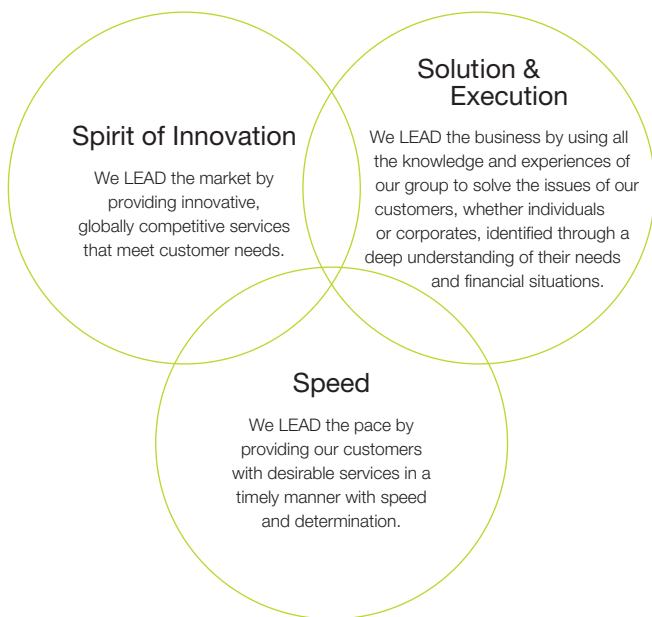 Spirit of Innovation
We LEAD the market by
providing innovative,
globally competitive services
that meet customer needs.
Solution &
Execution
We LEAD the business by using all
the knowledge and experiences of
our group to solve the issues of our
customers, whether individuals
or corporates, identified through a
deep understanding of their needs
and financial situations.
Speed
We LEAD the pace by
providing our customers
with desirable services in a
timely manner with speed
and determination.